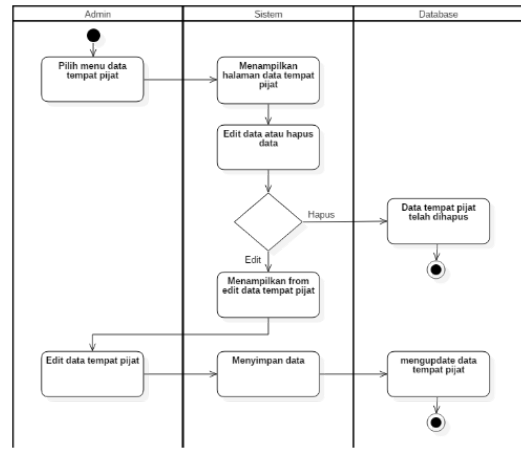 Admin
Sistem
Database
Pilih menu data
tempat pijat
Menampilkan
halaman data tempat
pijat
Edit data atau hapus
data
Hapus
Data tempat pijat
telah dihapus
Edit
Menampilkan from
edit data tempat pijat
Edit data tempat pijat
Menyimpan data
mengupdate data
tempat pijat